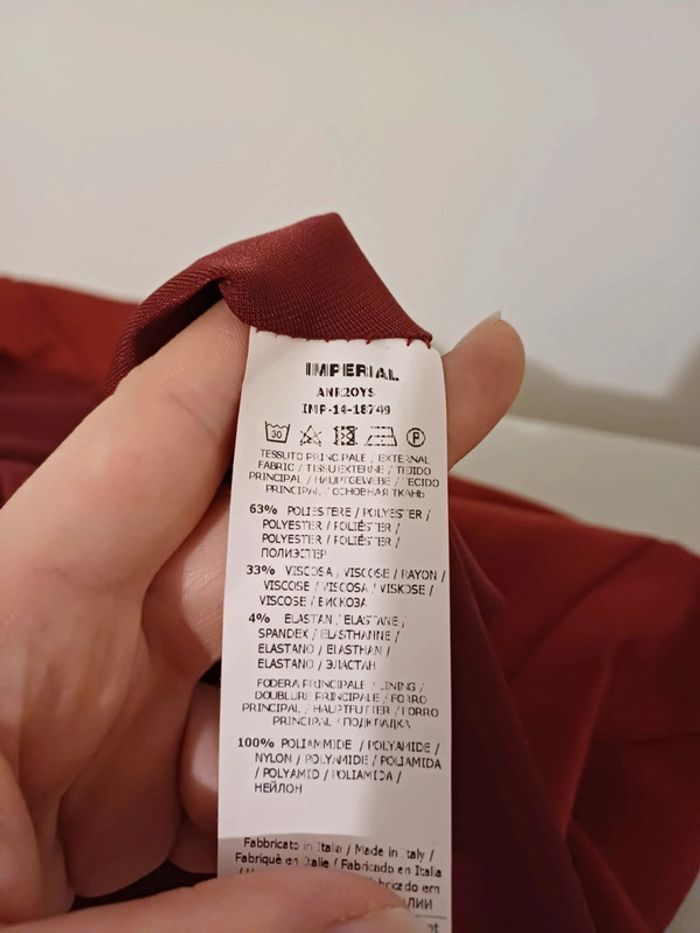 IMPERIAL
ANR20YS
IMP-14-18749
30 P
TESSUTO PRINCIPALE / EXTERNAL
FABRIC / TISSU EXTERNE / TEJIDO
PRINCIPAL / HAUPTGEWEBE / TECIDO
PRINCIPAL / ОСНОВНАЯ ТКАНЬ
63% POLIESTERE / POLYESTER /
POLYESTER / POLIÉSTER /
POLYESTER / POLIÉSTER /
ПОЛИЭСТЕР
33% VISCOSA / VISCOSE / RAYON /
VISCOSE / VISCOSA / VISKOSE /
VISCOSE / ВИСКОЗА
4% ELASTAN / ELASTANE /
SPANDEX / ELASTHANNE /
ELASTANO / ELASTHAN /
ELASTANO / ЭЛАСТАН
FODERA PRINCIPALE / LINING /
DOUBLURE PRINCIPALE / FORRO
PRINCIPAL / HAUPTFUTTER / FORRO
PRINCIPAL / ПОДКЛАДКА
100% POLIAMMIDE / POLYAMIDE /
NYLON / POLYAMIDE / POLIAMIDA
/ POLYAMID / POLIAMIDA /
НЕЙЛОН
Fabbricato in Italia / Made in Italy /
Fabriqué en Italie / Fabricado en Italia
em